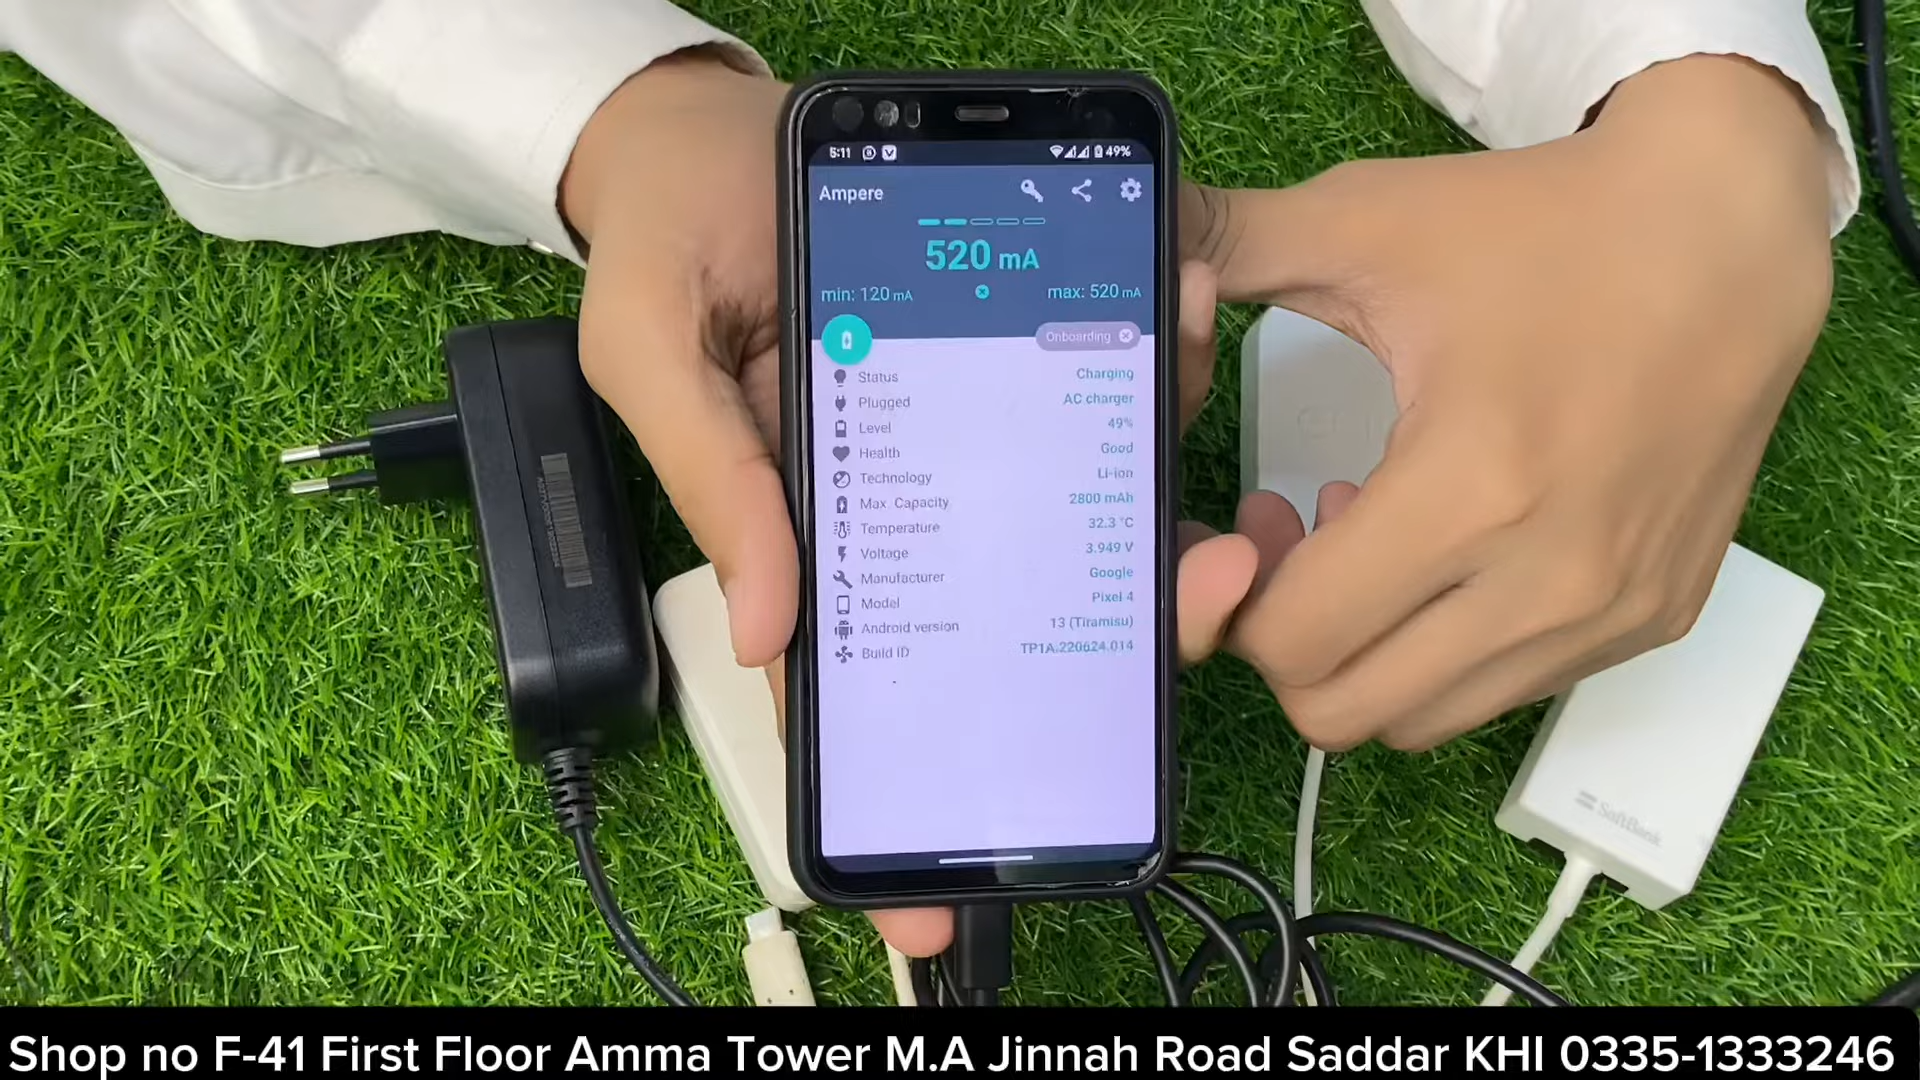 5:11
49%
Ampere
520 mA
min: 120 mA
max: 520 mA
Onboarding
Status Charging
Plugged AC charger
Level 49%
Health Good
Technology Li-ion
Max. Capacity 2800 mAh
Temperature 32.3 °C
Voltage 3.949 V
Manufacturer Google
Model Pixel 4
Android version 13 (Tiramisu)
Build ID TP1A.220624.014
SoftBank
Shop no F-41 First Floor Amma Tower M.A Jinnah Road Saddar KHI 0335-1333246